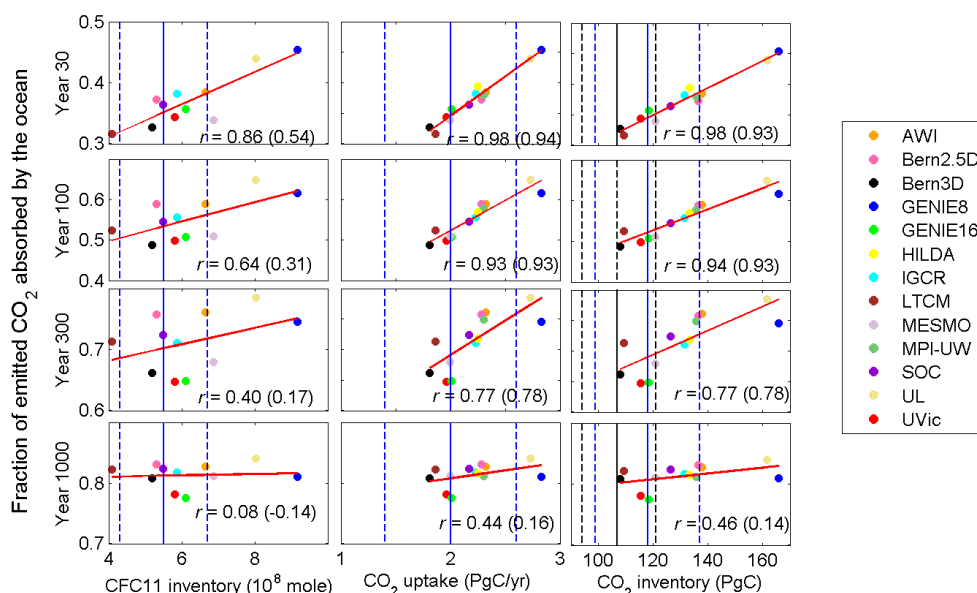 Fraction of emitted CO2 absorbed by the ocean
Year 30
0.5
0.4
0.3
r = 0.86 (0.54)
r = 0.98 (0.94)
r = 0.98 (0.93)
Year 100
0.6
0.5
0.4
r = 0.64 (0.31)
r = 0.93 (0.93)
r = 0.94 (0.93)
Year 300
0.7
0.6
r = 0.40 (0.17)
r = 0.77 (0.78)
r = 0.77 (0.78)
Year 1000
0.8
0.7
r = 0.08 (-0.14)
r = 0.44 (0.16)
r = 0.46 (0.14)
4 6 8
1 2 3
100 120 140 160
CFC11 inventory (10^8 mole)
CO2 uptake (PgC/yr)
CO2 inventory (PgC)
AWI
Bern2.5D
Bern3D
GENIE8
GENIE16
HILDA
IGCR
LTCM
MESMO
MPI-UW
SOC
UL
UVic